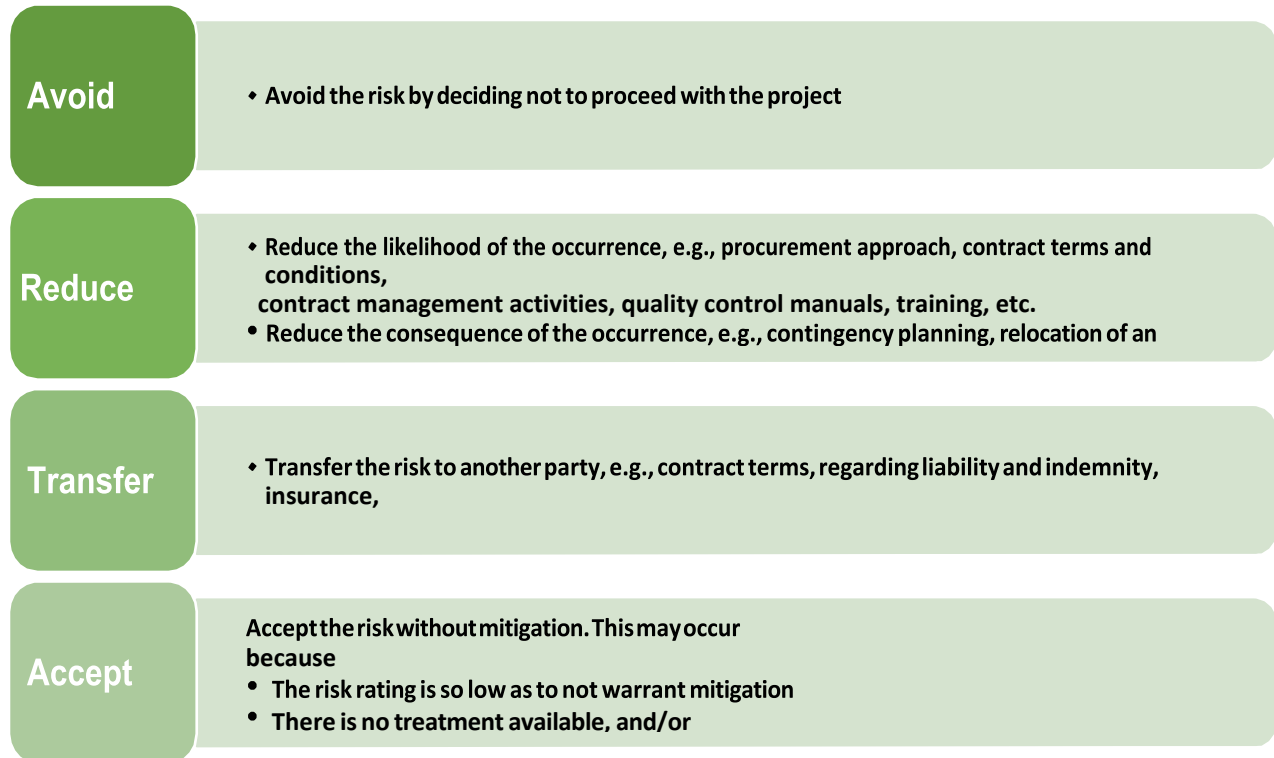 Avoid
• Avoid the risk by deciding not to proceed with the project
Reduce
• Reduce the likelihood of the occurrence, e.g., procurement approach, contract terms and
conditions,
contract management activities, quality control manuals, training, etc.
• Reduce the consequence of the occurrence, e.g., contingency planning, relocation of an
Transfer
• Transfer the risk to another party, e.g., contract terms, regarding liability and indemnity,
insurance,
Accept
Accept the risk without mitigation. This may occur
because
• The risk rating is so low as to not warrant mitigation
• There is no treatment available, and/or